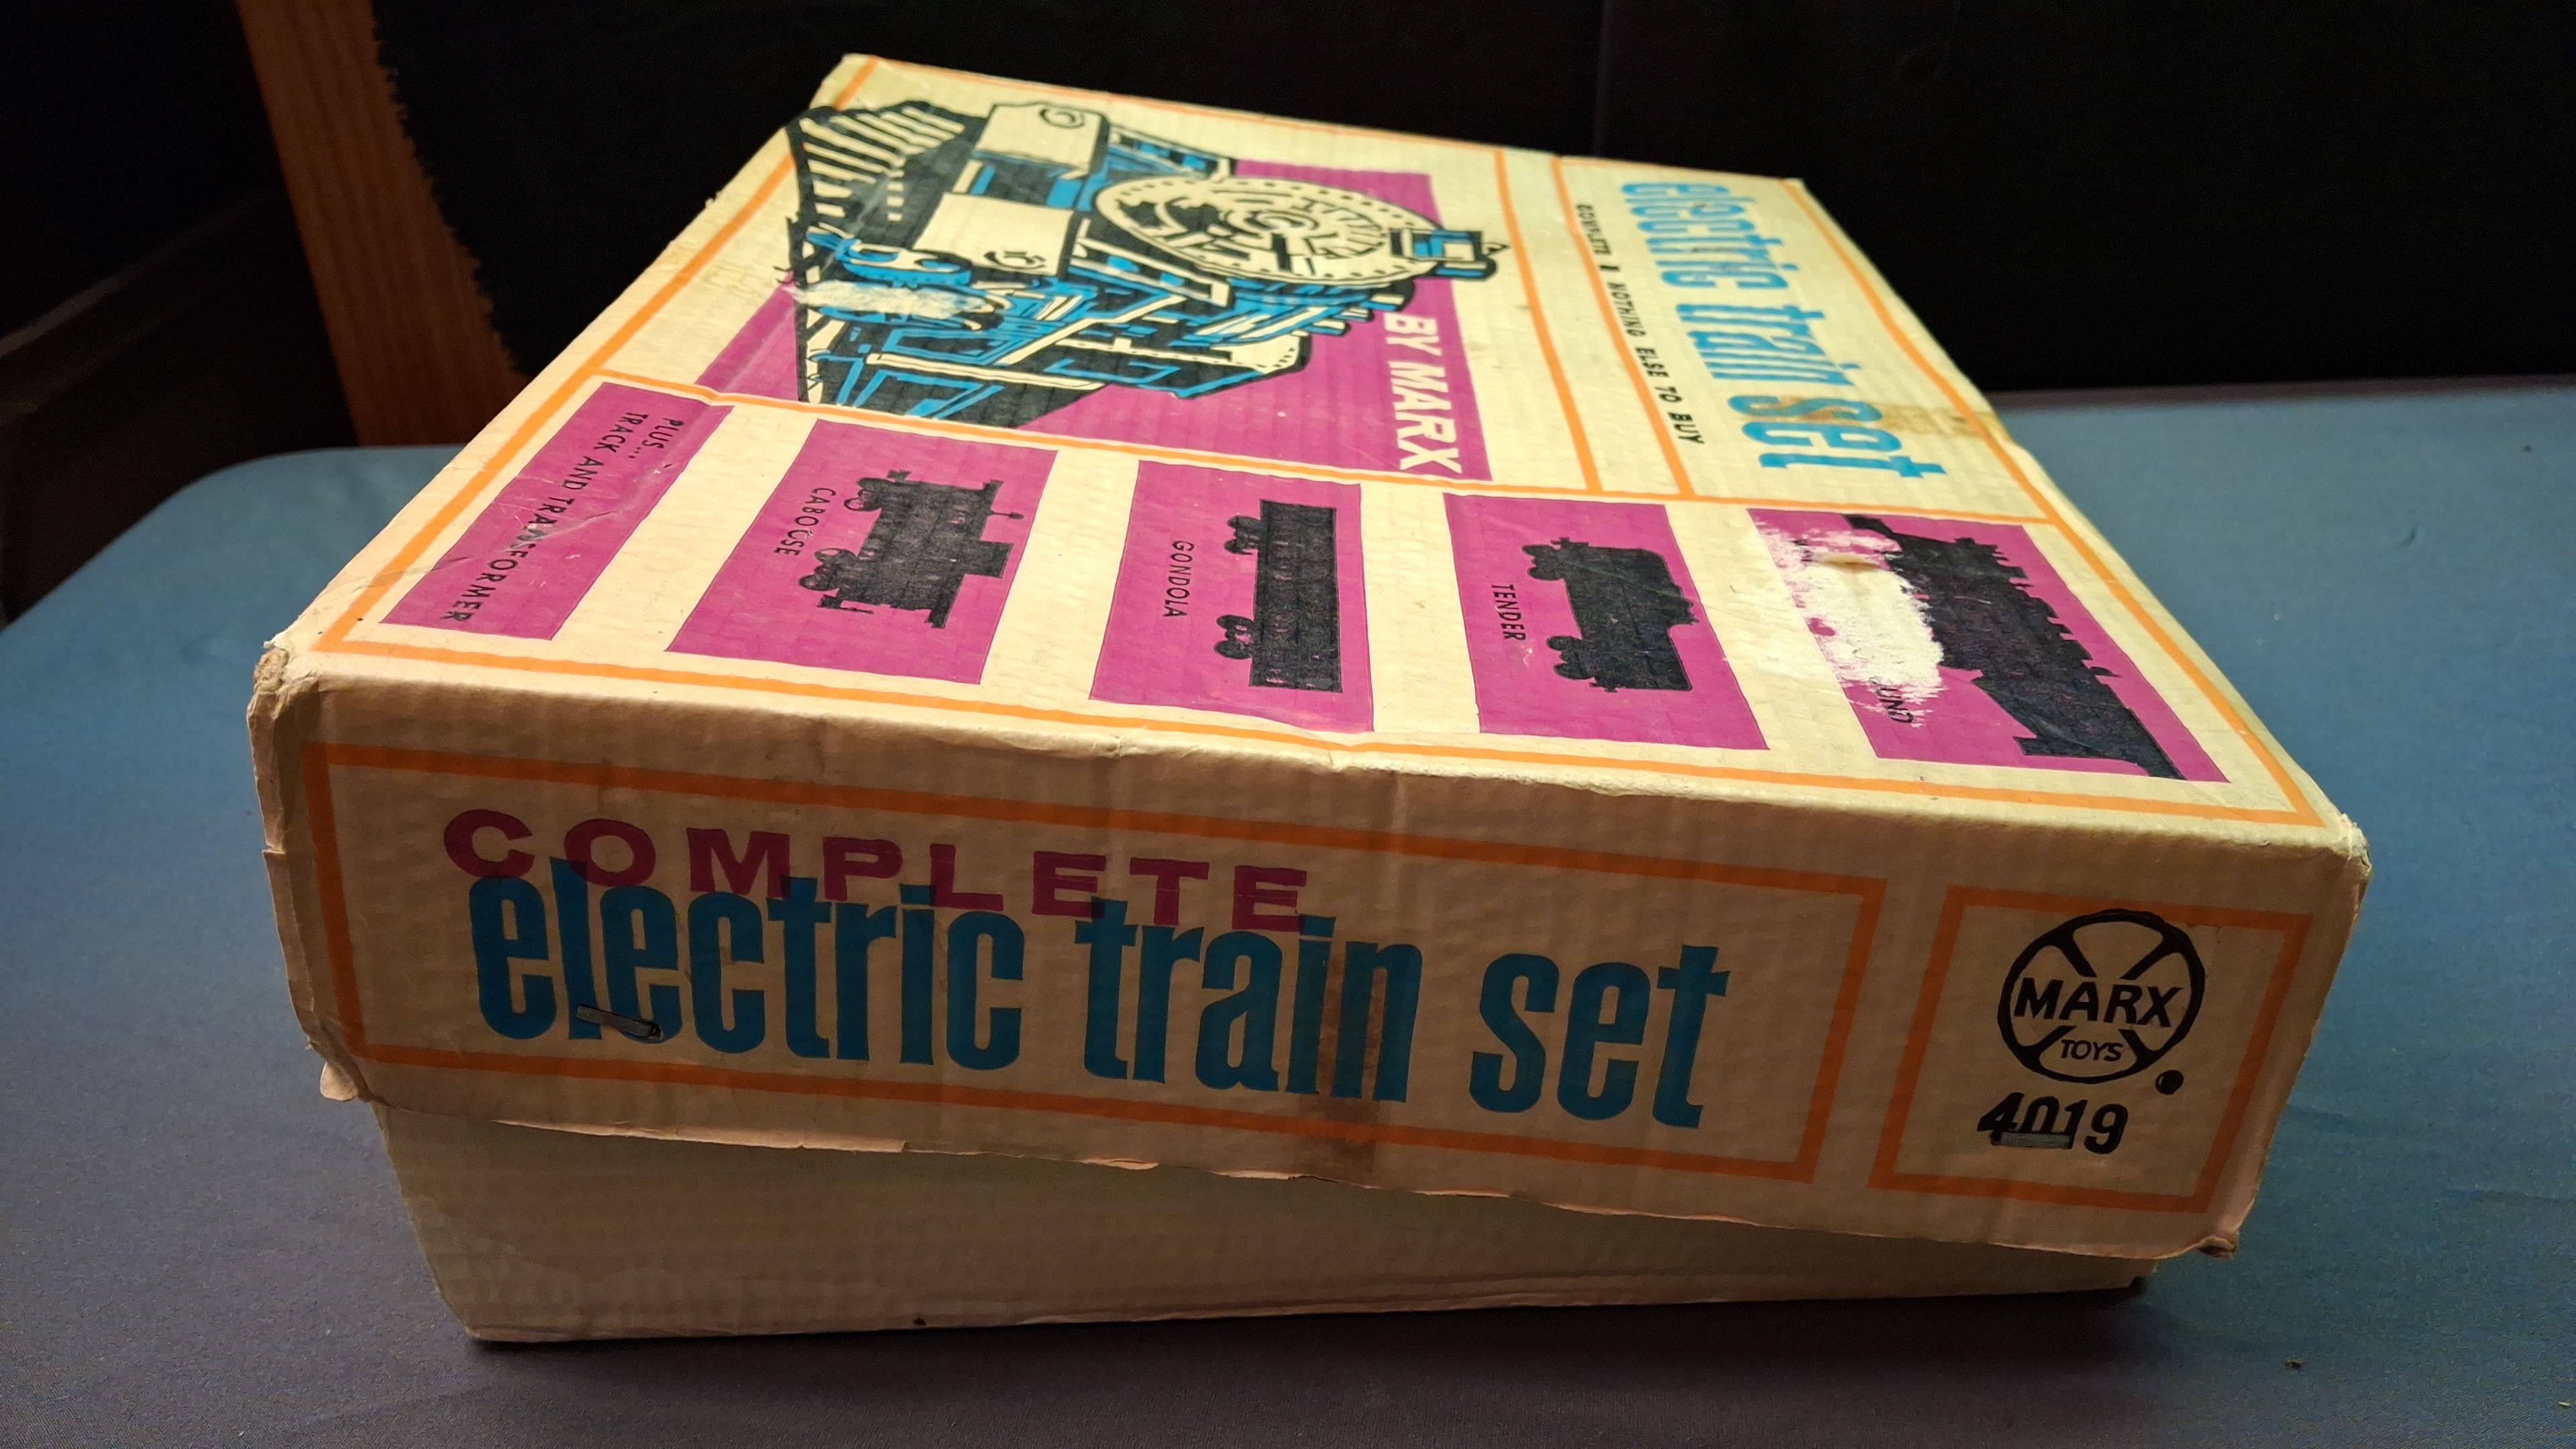 electric train set
COMPLETE & NOTHING ELSE TO BUY
BY MARX
TENDER
GONDOLA
CABOOSE
PLUS...
TRACK AND TRANSFORMER
COMPLETE
electric train set
MARX
TOYS
4019